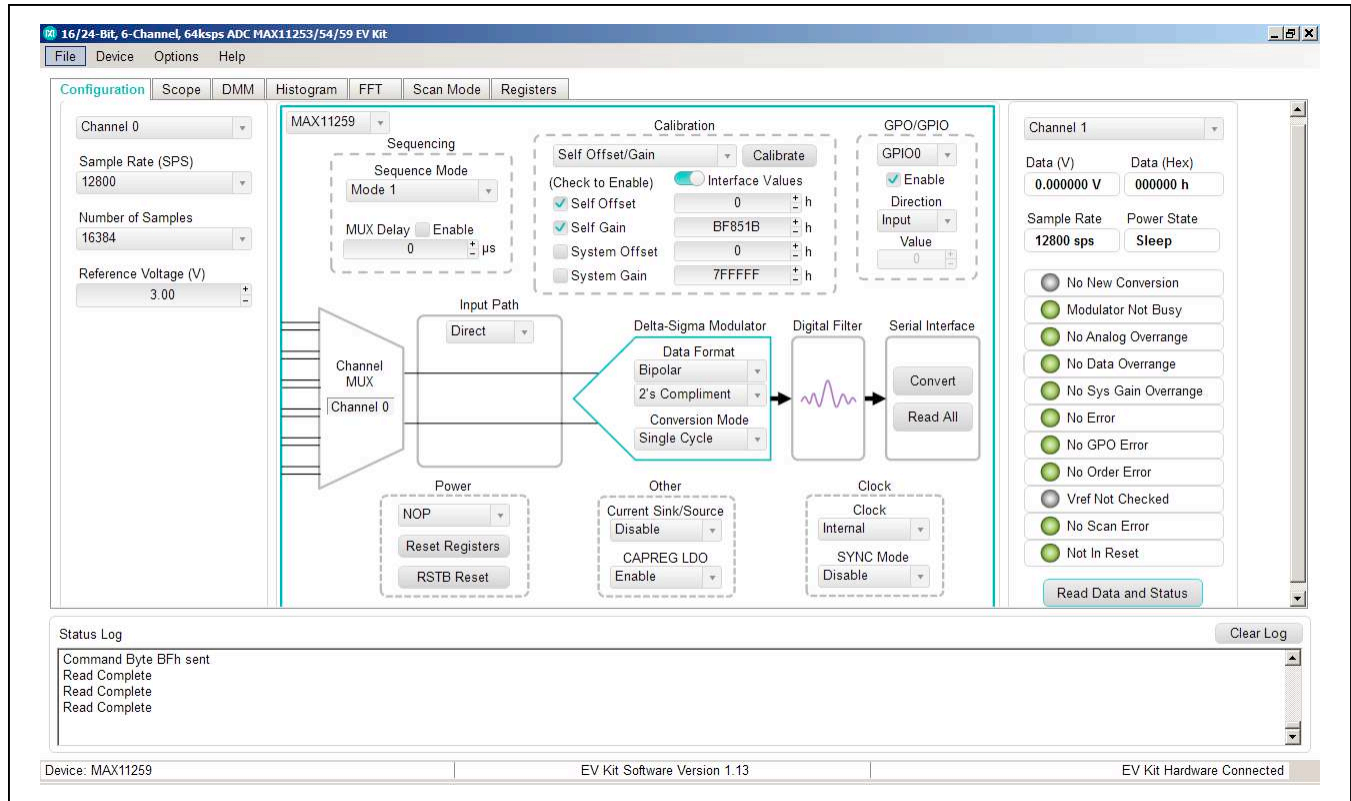 16/24-Bit, 6-Channel, 64ksps ADC MAX11253/54/59 EV Kit
File Device Options Help
Configuration Scope DMM Histogram FFT Scan Mode Registers
Channel 0
Sample Rate (SPS)
12800
Number of Samples
16384
Reference Voltage (V)
3.00
MAX11259
Sequencing
Sequence Mode
Mode 1
MUX Delay Enable
0 µs
Calibration
Self Offset/Gain Calibrate
(Check to Enable) Interface Values
Self Offset 0 h
Self Gain BF851B h
System Offset 0 h
System Gain 7FFFFF h
GPO/GPIO
GPIO0
Enable
Direction
Input
Value
0
Channel
MUX
Channel 0
Input Path
Direct
Delta-Sigma Modulator
Data Format
Bipolar
2's Compliment
Conversion Mode
Single Cycle
Digital Filter
Serial Interface
Convert
Read All
Power
NOP
Reset Registers
RSTB Reset
Other
Current Sink/Source
Disable
CAPREG LDO
Enable
Clock
Clock
Internal
SYNC Mode
Disable
Channel 1
Data (V) Data (Hex)
0.000000 V 000000 h
Sample Rate Power State
12800 sps Sleep
No New Conversion
Modulator Not Busy
No Analog Overrange
No Data Overrange
No Sys Gain Overrange
No Error
No GPO Error
No Order Error
Vref Not Checked
No Scan Error
Not In Reset
Read Data and Status
Status Log
Clear Log
Command Byte BFh sent
Read Complete
Read Complete
Read Complete
Device: MAX11259 EV Kit Software Version 1.13 EV Kit Hardware Connected